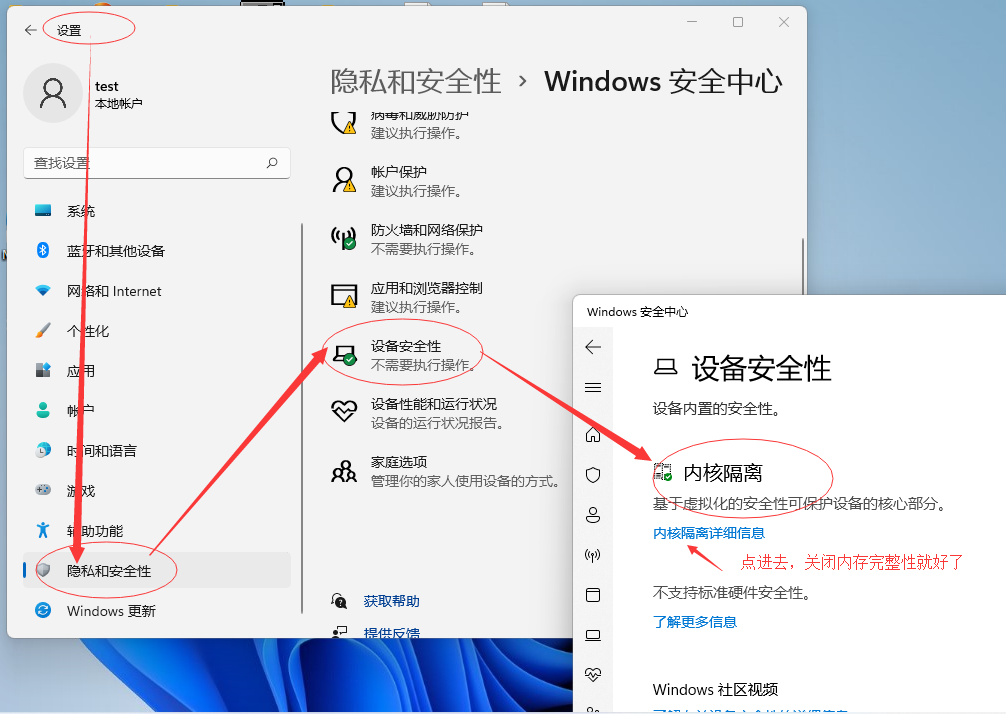 设置
test
本地帐户
查找设置
系统
蓝牙和其他设备
网络和 Internet
个性化
应用
帐户
时间和语言
游戏
辅助功能
隐私和安全性
Windows 更新
隐私和安全性 › Windows 安全中心
病毒和威胁防护
建议执行操作。
帐户保护
建议执行操作。
防火墙和网络保护
不需要执行操作。
应用和浏览器控制
建议执行操作。
设备安全性
不需要执行操作。
设备性能和运行状况
设备的运行状况报告。
家庭选项
管理你的家人使用设备的方式。
获取帮助
提供反馈
Windows 安全中心
设备安全性
设备内置的安全性。
内核隔离
基于虚拟化的安全性可保护设备的核心部分。
内核隔离详细信息
点进去，关闭内存完整性就好了
不支持标准硬件安全性。
了解更多信息
Windows 社区视频